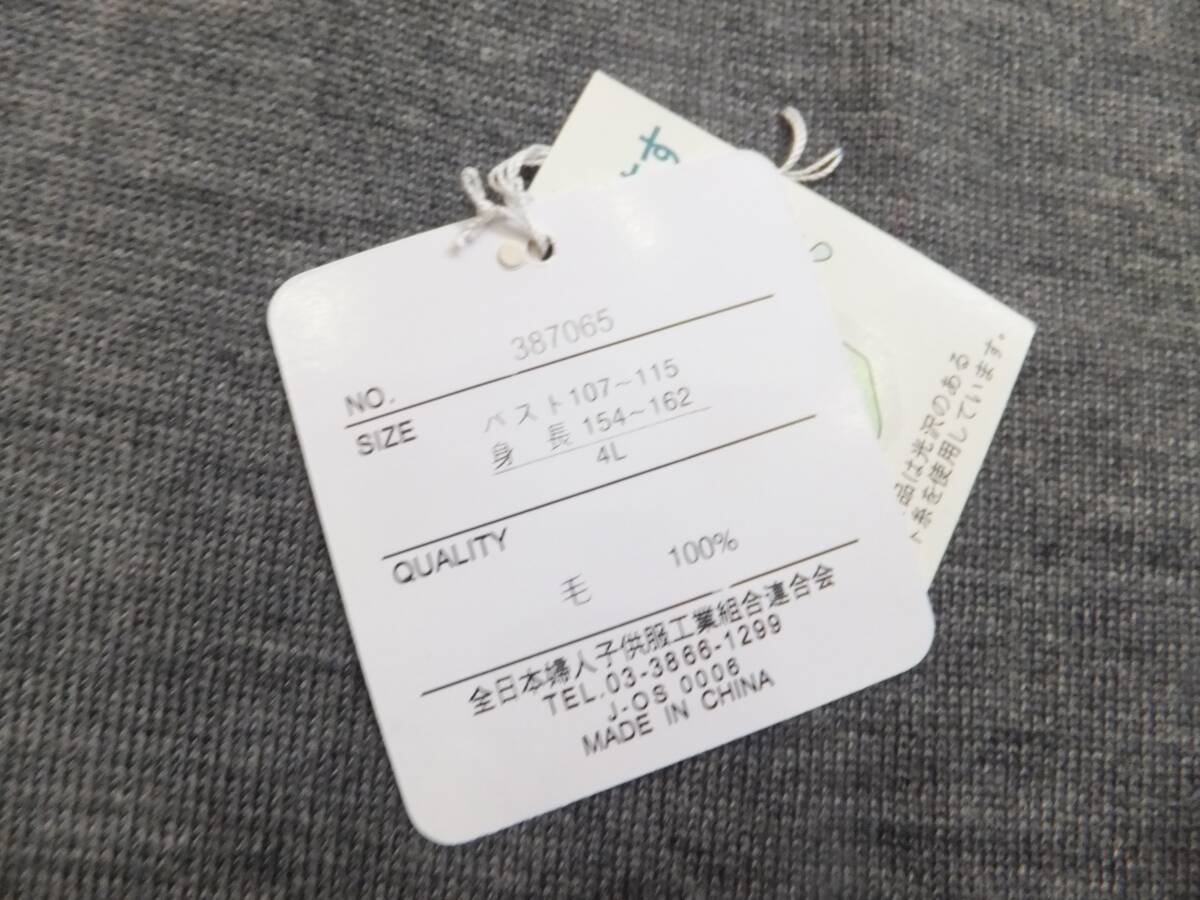 NO. 387065
SIZE バスト107～115
身長 154～162
4L
QUALITY
毛 100%
全日本婦人子供服工業組合連合会
TEL.03-3866-1299
J-OS 0006
MADE IN CHINA
す
品は光沢のある
糸を使用しています。